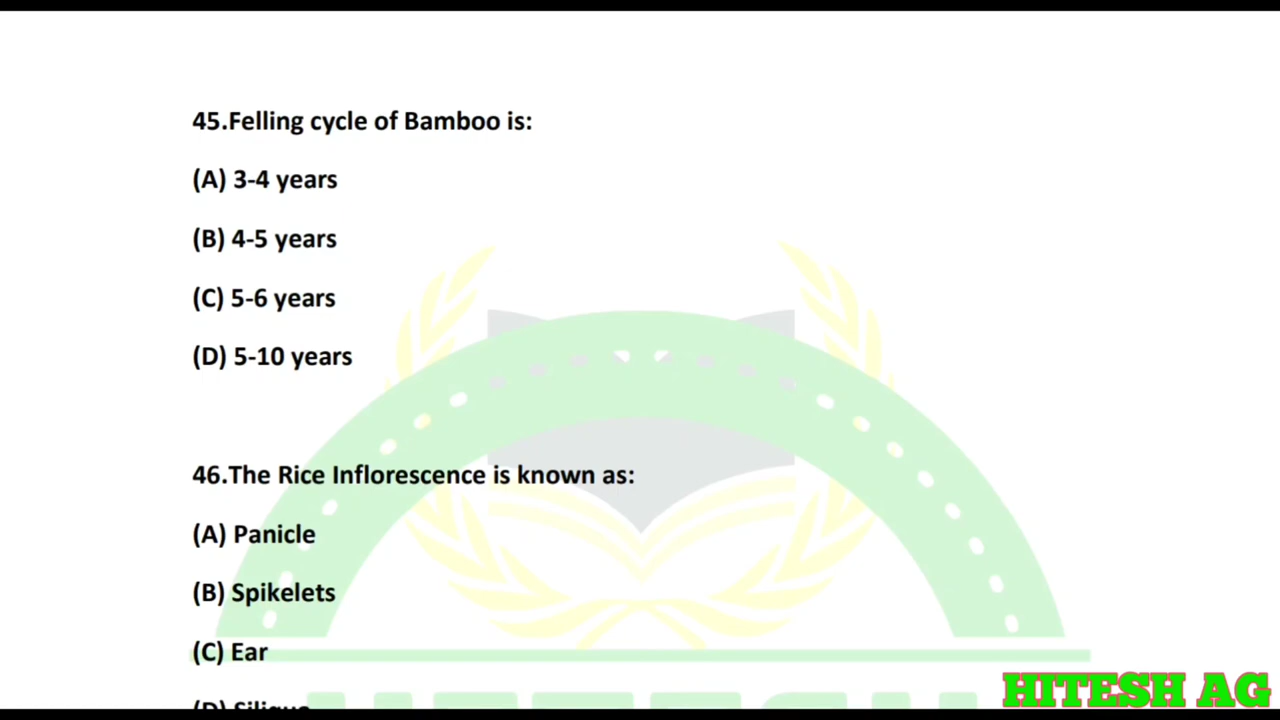 45.Felling cycle of Bamboo is:
(A) 3-4 years
(B) 4-5 years
(C) 5-6 years
(D) 5-10 years
46.The Rice Inflorescence is known as:
(A) Panicle
(B) Spikelets
(C) Ear
(D) Siliqua
HITESH AG